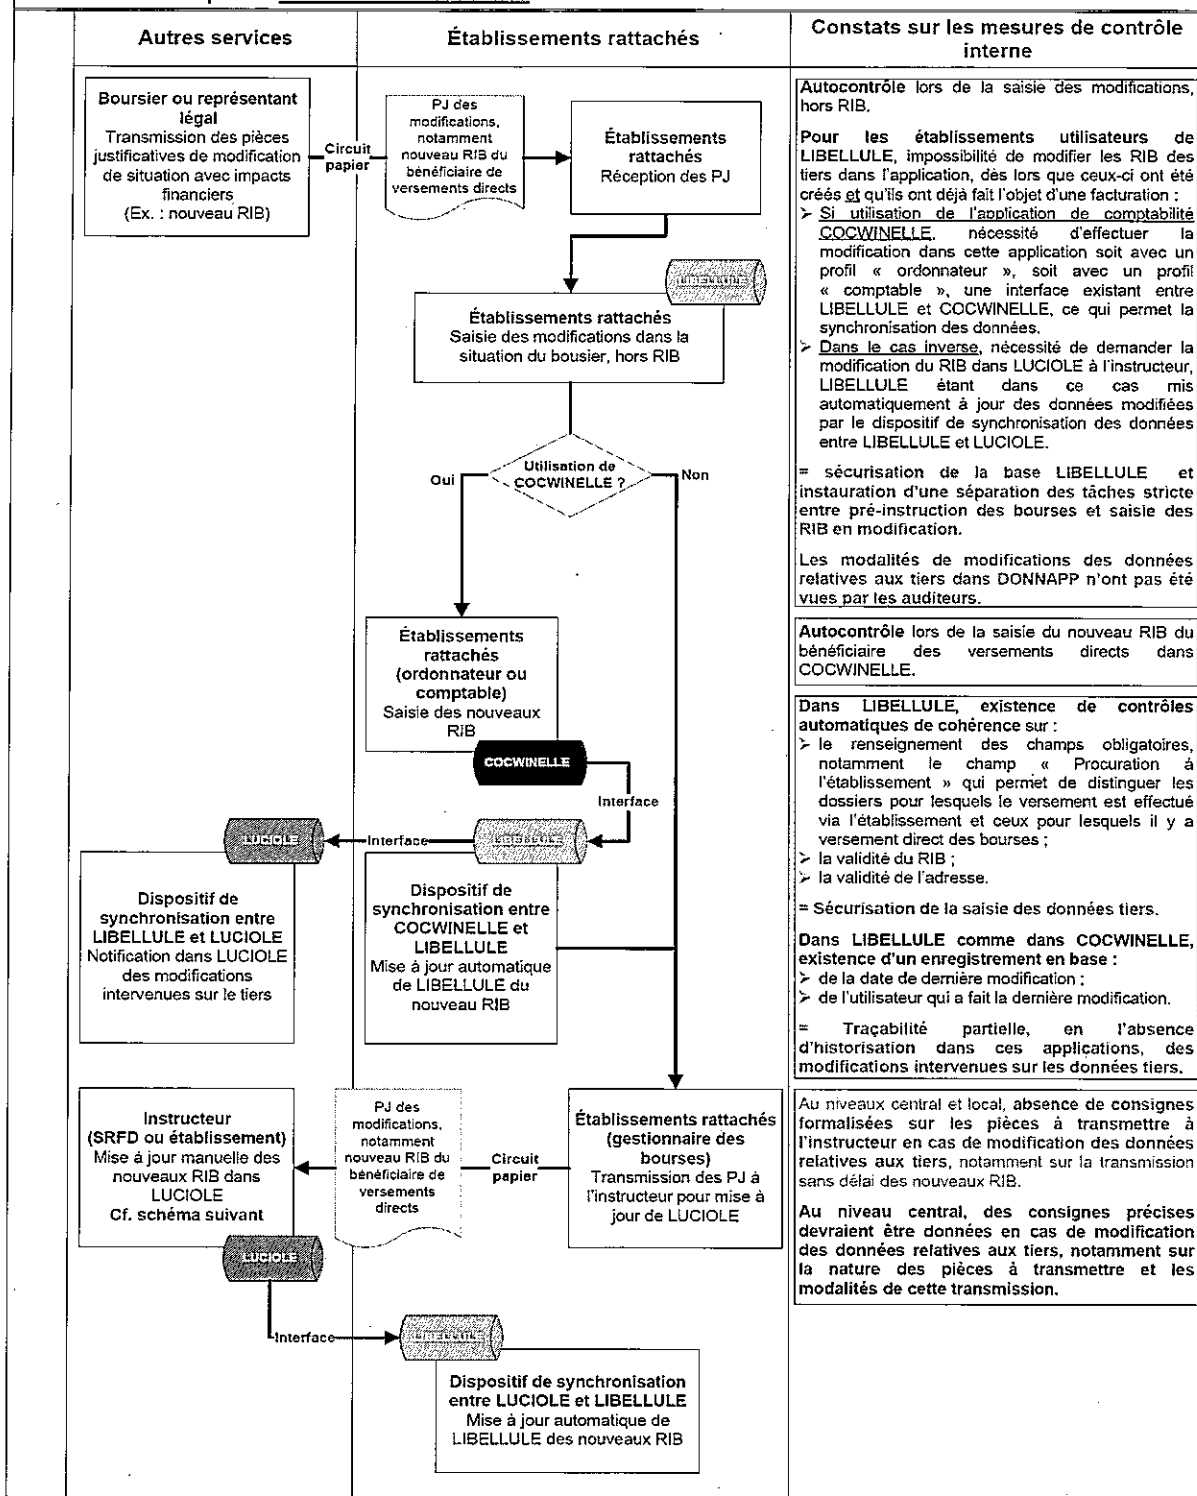 Autres services
Établissements rattachés
Constats sur les mesures de contrôle
interne
Boursier ou représentant
légal
Transmission des pièces
justificatives de modification
de situation avec impacts
financiers
(Ex. : nouveau RIB)
Circuit
papier
PJ des
modifications,
notamment
nouveau RIB du
bénéficiaire de
versements directs
Établissements
rattachés
Réception des PJ
LIBELLULE
Établissements rattachés
Saisie des modifications dans la
situation du bousier, hors RIB
Utilisation de
COCWINELLE ?
Oui
Non
Établissements
rattachés
(ordonnateur ou
comptable)
Saisie des nouveaux
RIB
COCWINELLE
Interface
LIBELLULE
Interface
LUCIOLE
Dispositif de
synchronisation entre
LIBELLULE et LUCIOLE
Notification dans LUCIOLE
des modifications
intervenues sur le tiers
Dispositif de
synchronisation entre
COCWINELLE et
LIBELLULE
Mise à jour automatique
de LIBELLULE du
nouveau RIB
Instructeur
(SRFD ou établissement)
Mise à jour manuelle des
nouveaux RIB dans
LUCIOLE
Cf. schéma suivant
LUCIOLE
PJ des
modifications,
notamment
nouveau RIB du
bénéficiaire de
versements
directs
Circuit
papier
Établissements rattachés
(gestionnaire des
bourses)
Transmission des PJ à
l'instructeur pour mise à
jour de LUCIOLE
Interface
LIBELLULE
Dispositif de synchronisation
entre LUCIOLE et LIBELLULE
Mise à jour automatique de
LIBELLULE des nouveaux RIB
Autocontrôle lors de la saisie des modifications,
hors RIB.
Pour les établissements utilisateurs de
LIBELLULE, impossibilité de modifier les RIB des
tiers dans l'application, dès lors que ceux-ci ont été
créés et qu'ils ont déjà fait l'objet d'une facturation :
➢ Si utilisation de l'application de comptabilité
COCWINELLE, nécessité d'effectuer la
modification dans cette application soit avec un
profil « ordonnateur », soit avec un profil
« comptable », une interface existant entre
LIBELLULE et COCWINELLE, ce qui permet la
synchronisation des données.
➢ Dans le cas inverse, nécessité de demander la
modification du RIB dans LUCIOLE à l'instructeur,
LIBELLULE étant dans ce cas mis
automatiquement à jour des données modifiées
par le dispositif de synchronisation des données
entre LIBELLULE et LUCIOLE.
= sécurisation de la base LIBELLULE et
instauration d'une séparation des tâches stricte
entre pré-instruction des bourses et saisie des
RIB en modification.
Les modalités de modifications des données
relatives aux tiers dans DONNAPP n'ont pas été
vues par les auditeurs.
Autocontrôle lors de la saisie du nouveau RIB du
bénéficiaire des versements directs dans
COCWINELLE.
Dans LIBELLULE, existence de contrôles
automatiques de cohérence sur :
➢ le renseignement des champs obligatoires,
notamment le champ « Procuration à
l'établissement » qui permet de distinguer les
dossiers pour lesquels le versement est effectué
via l'établissement et ceux pour lesquels il y a
versement direct des bourses ;
➢ la validité du RIB ;
➢ la validité de l'adresse.
= Sécurisation de la saisie des données tiers.
Dans LIBELLULE comme dans COCWINELLE,
existence d'un enregistrement en base :
➢ de la date de dernière modification ;
➢ de l'utilisateur qui a fait la dernière modification.
= Traçabilité partielle, en l'absence
d'historisation dans ces applications, des
modifications intervenues sur les données tiers.
Au niveaux central et local, absence de consignes
formalisées sur les pièces à transmettre à
l'instructeur en cas de modification des données
relatives aux tiers, notamment sur la transmission
sans délai des nouveaux RIB.
Au niveau central, des consignes précises
devraient être données en cas de modification
des données relatives aux tiers, notamment sur
la nature des pièces à transmettre et les
modalités de cette transmission.